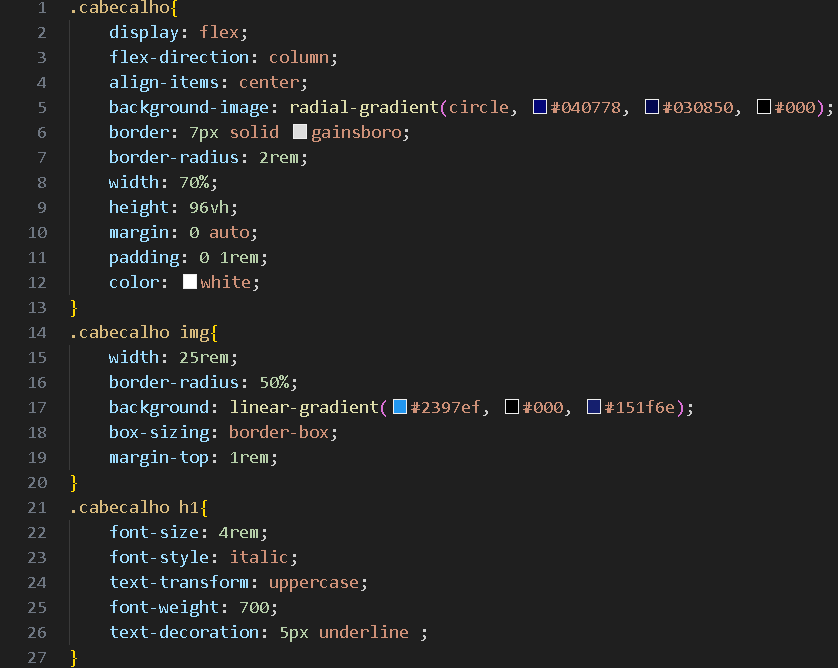 1 .cabecalho{
2 display: flex;
3 flex-direction: column;
4 align-items: center;
5 background-image: radial-gradient(circle, #040778, #030850, #000);
6 border: 7px solid gainsboro;
7 border-radius: 2rem;
8 width: 70%;
9 height: 96vh;
10 margin: 0 auto;
11 padding: 0 1rem;
12 color: white;
13 }
14 .cabecalho img{
15 width: 25rem;
16 border-radius: 50%;
17 background: linear-gradient(#2397ef, #000, #151f6e);
18 box-sizing: border-box;
19 margin-top: 1rem;
20 }
21 .cabecalho h1{
22 font-size: 4rem;
23 font-style: italic;
24 text-transform: uppercase;
25 font-weight: 700;
26 text-decoration: 5px underline ;
27 }